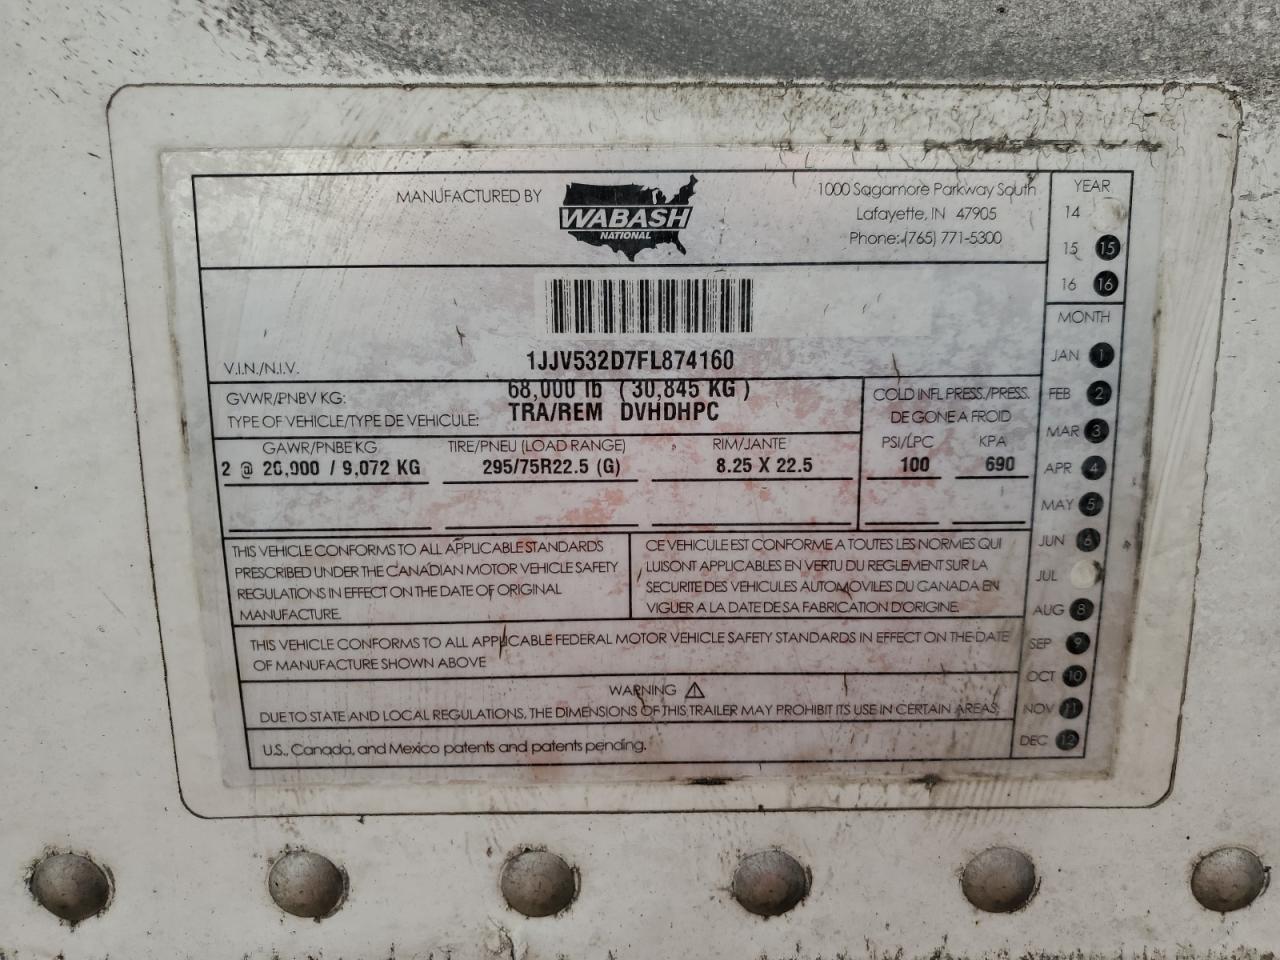 MANUFACTURED BY
WABASH
NATIONAL
1000 Sagamore Parkway South
Lafayette, IN 47905
Phone: (765) 771-5300
YEAR
14
15 15
16 16
MONTH
JAN 1
FEB 2
MAR 3
APR 4
MAY 5
JUN 6
JUL
AUG 8
SEP 9
OCT 10
NOV 11
DEC 12
V.I.N./N.I.V. 1JJV532D7FL874160
GVWR/PNBV KG: 68,000 lb ( 30,845 KG )
TYPE OF VEHICLE/TYPE DE VEHICULE: TRA/REM DVHDHPC
COLD INFL PRESS./PRESS.
DE GONE A FROID
GAWR/PNBE KG TIRE/PNEU (LOAD RANGE) RIM/JANTE PSI/LPC KPA
2 @ 20,000 / 9,072 KG 295/75R22.5 (G) 8.25 X 22.5 100 690
THIS VEHICLE CONFORMS TO ALL APPLICABLE STANDARDS
PRESCRIBED UNDER THE CANADIAN MOTOR VEHICLE SAFETY
REGULATIONS IN EFFECT ON THE DATE OF ORIGINAL
MANUFACTURE.
CE VEHICULE EST CONFORME A TOUTES LES NORMES QUI
LUI SONT APPLICABLES EN VERTU DU REGLEMENT SUR LA
SECURITE DES VEHICULES AUTOMOVILES DU CANADA EN
VIGUER A LA DATE DE SA FABRICATION D'ORIGINE.
THIS VEHICLE CONFORMS TO ALL APPLICABLE FEDERAL MOTOR VEHICLE SAFETY STANDARDS IN EFFECT ON THE DATE
OF MANUFACTURE SHOWN ABOVE
WARNING
DUE TO STATE AND LOCAL REGULATIONS, THE DIMENSIONS OF THIS TRAILER MAY PROHIBIT ITS USE IN CERTAIN AREAS.
U.S., Canada, and Mexico patents and patents pending.